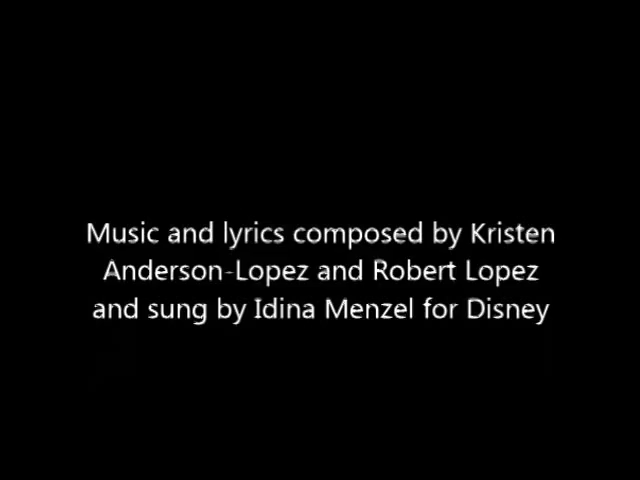 Music and lyrics composed by Kristen
Anderson-Lopez and Robert Lopez
and sung by Idina Menzel for Disney